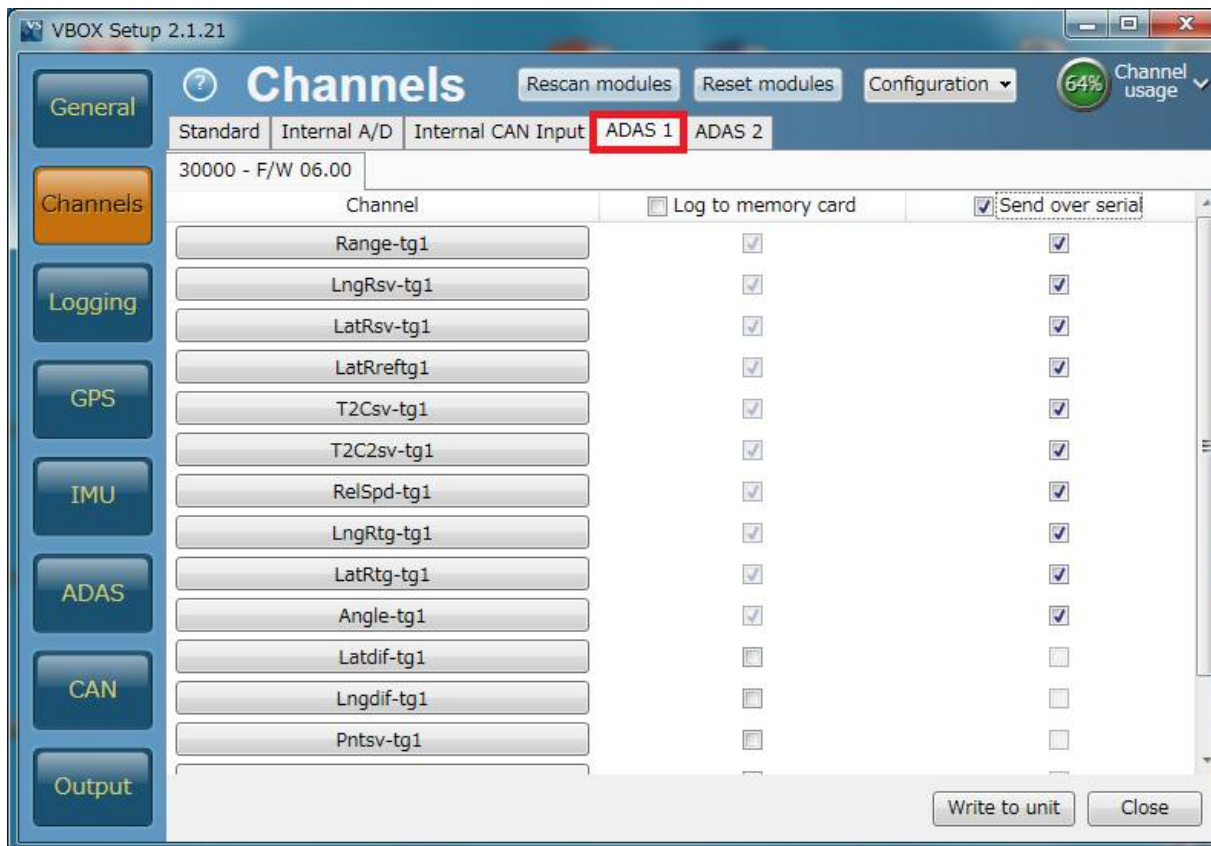 VBOX Setup 2.1.21
General
Channels
Rescan modules
Reset modules
Configuration
64%
Channel usage
Standard
Internal A/D
Internal CAN Input
ADAS 1
ADAS 2
30000 - F/W 06.00
Channels
Channel
Log to memory card
Send over serial
Range-tg1
LngRsv-tg1
Logging
LatRsv-tg1
LatRreftg1
GPS
T2Csv-tg1
T2C2sv-tg1
IMU
RelSpd-tg1
LngRtg-tg1
ADAS
LatRtg-tg1
Angle-tg1
Latdif-tg1
CAN
Lngdif-tg1
Pntsv-tg1
Output
Write to unit
Close